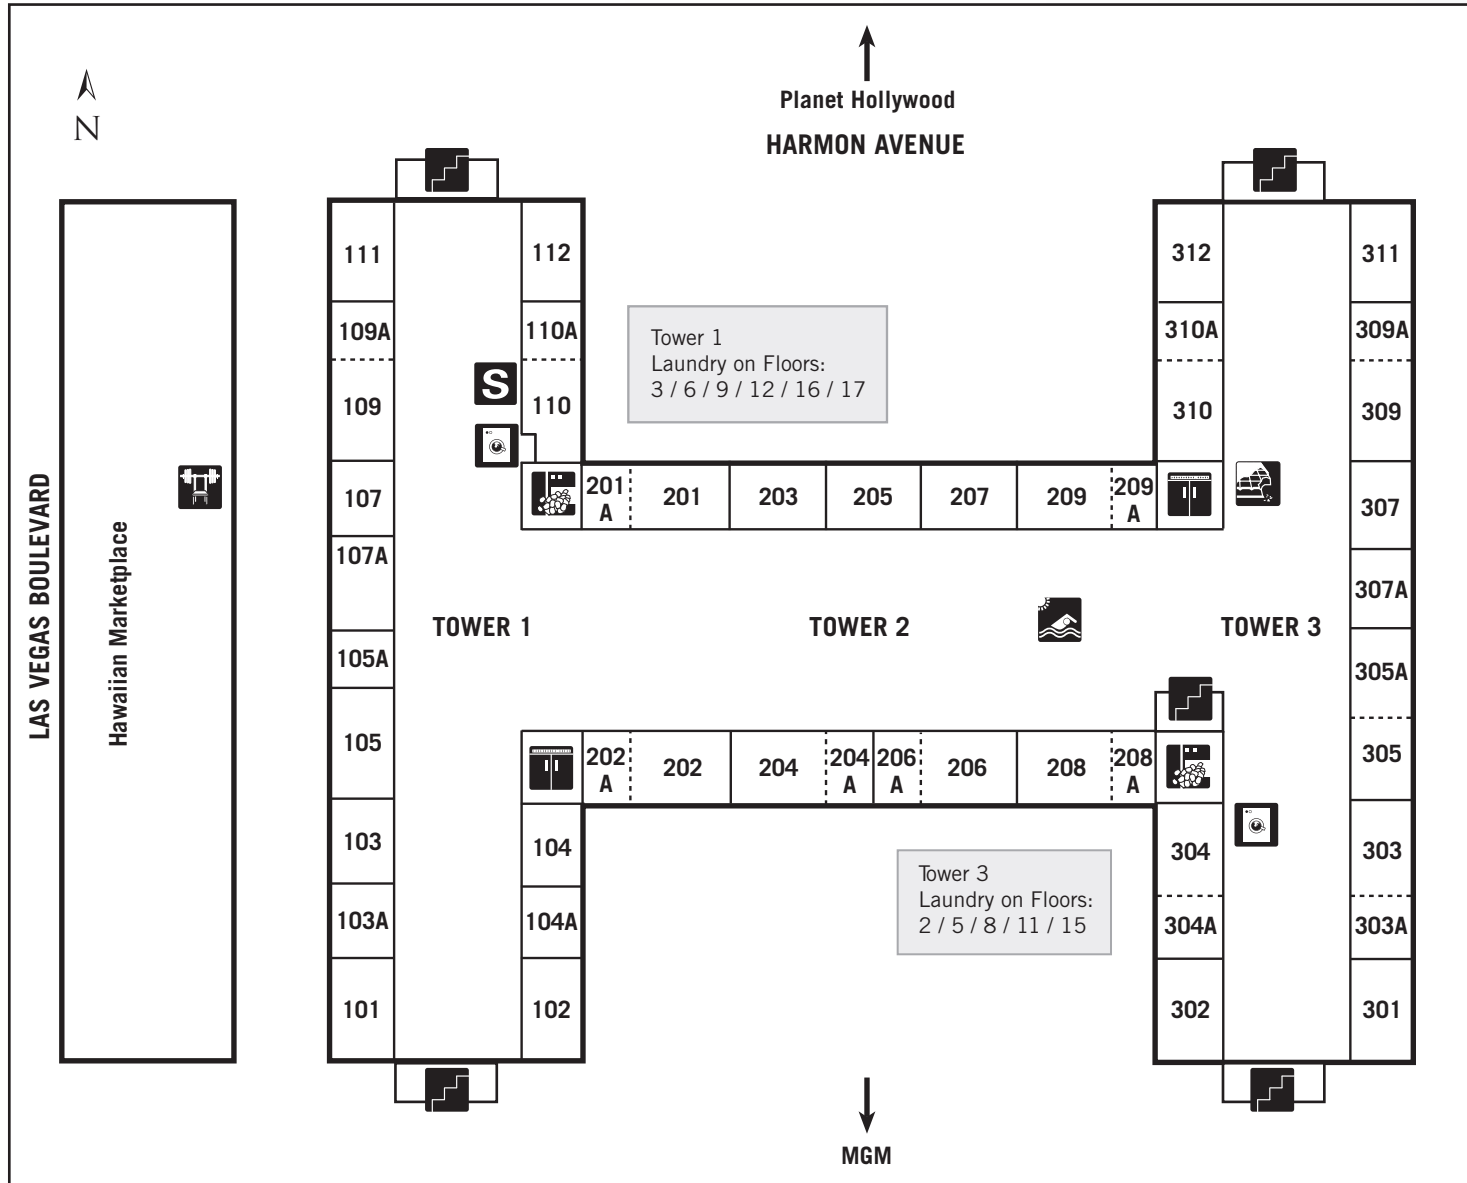 Planet Hollywood
HARMON AVENUE
N
LAS VEGAS BOULEVARD
Hawaiian Marketplace
111
112
312
311
109A
110A
310A
309A
Tower 1
Laundry on Floors:
3 / 6 / 9 / 12 / 16 / 17
S
109
110
310
309
107
201
A
201
203
205
207
209
209
A
307
107A
307A
TOWER 1
TOWER 2
TOWER 3
105A
305A
105
202
A
202
204
204
A
206
A
206
208
208
A
305
103
104
304
303
Tower 3
Laundry on Floors:
2 / 5 / 8 / 11 / 15
103A
104A
304A
303A
101
102
302
301
MGM